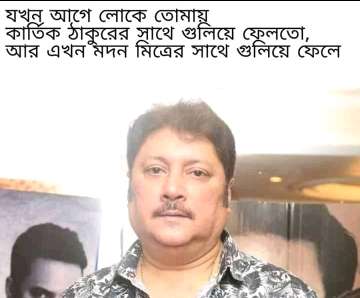 যখন আগে লোকে তোমায়
কার্তিক ঠাকুরের সাথে গুলিয়ে ফেলতো,
আর এখন মদন মিত্রের সাথে গুলিয়ে ফেলে